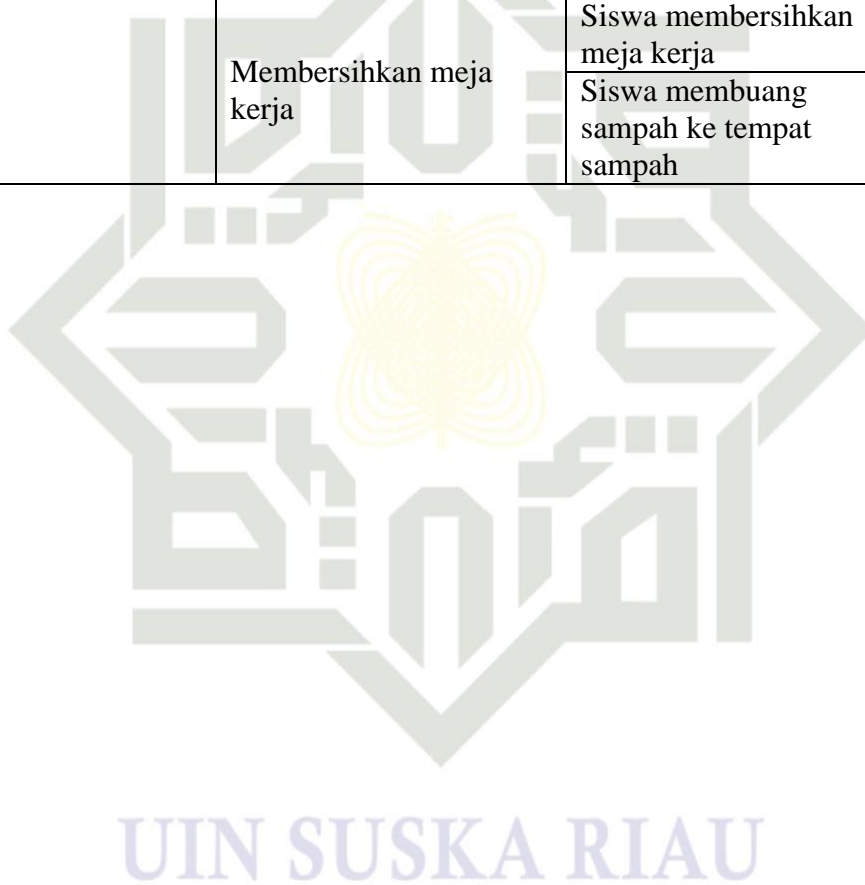 Membersihkan meja
kerja
Siswa membersihkan
meja kerja
Siswa membuang
sampah ke tempat
sampah
UIN SUSKA RIAU